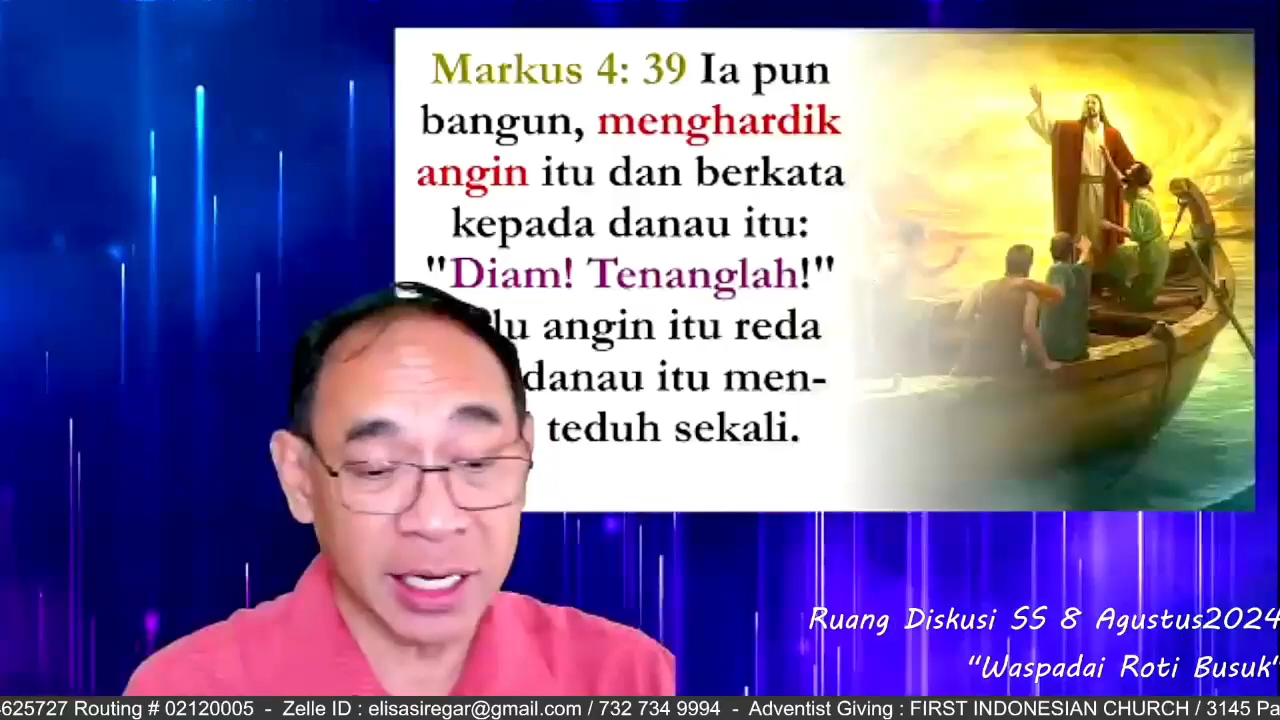 Markus 4: 39 Ia pun
bangun, menghardik
angin itu dan berkata
kepada danau itu:
"Diam! Tenanglah!"
lu angin itu reda
danau itu men-
teduh sekali.
Ruang Diskusi SS 8 Agustus2024
"Waspadai Roti Busuk"
625727 Routing # 02120005 - Zelle ID : elisasiregar@gmail.com / 732 734 9994 - Adventist Giving : FIRST INDONESIAN CHURCH / 3145 Pa